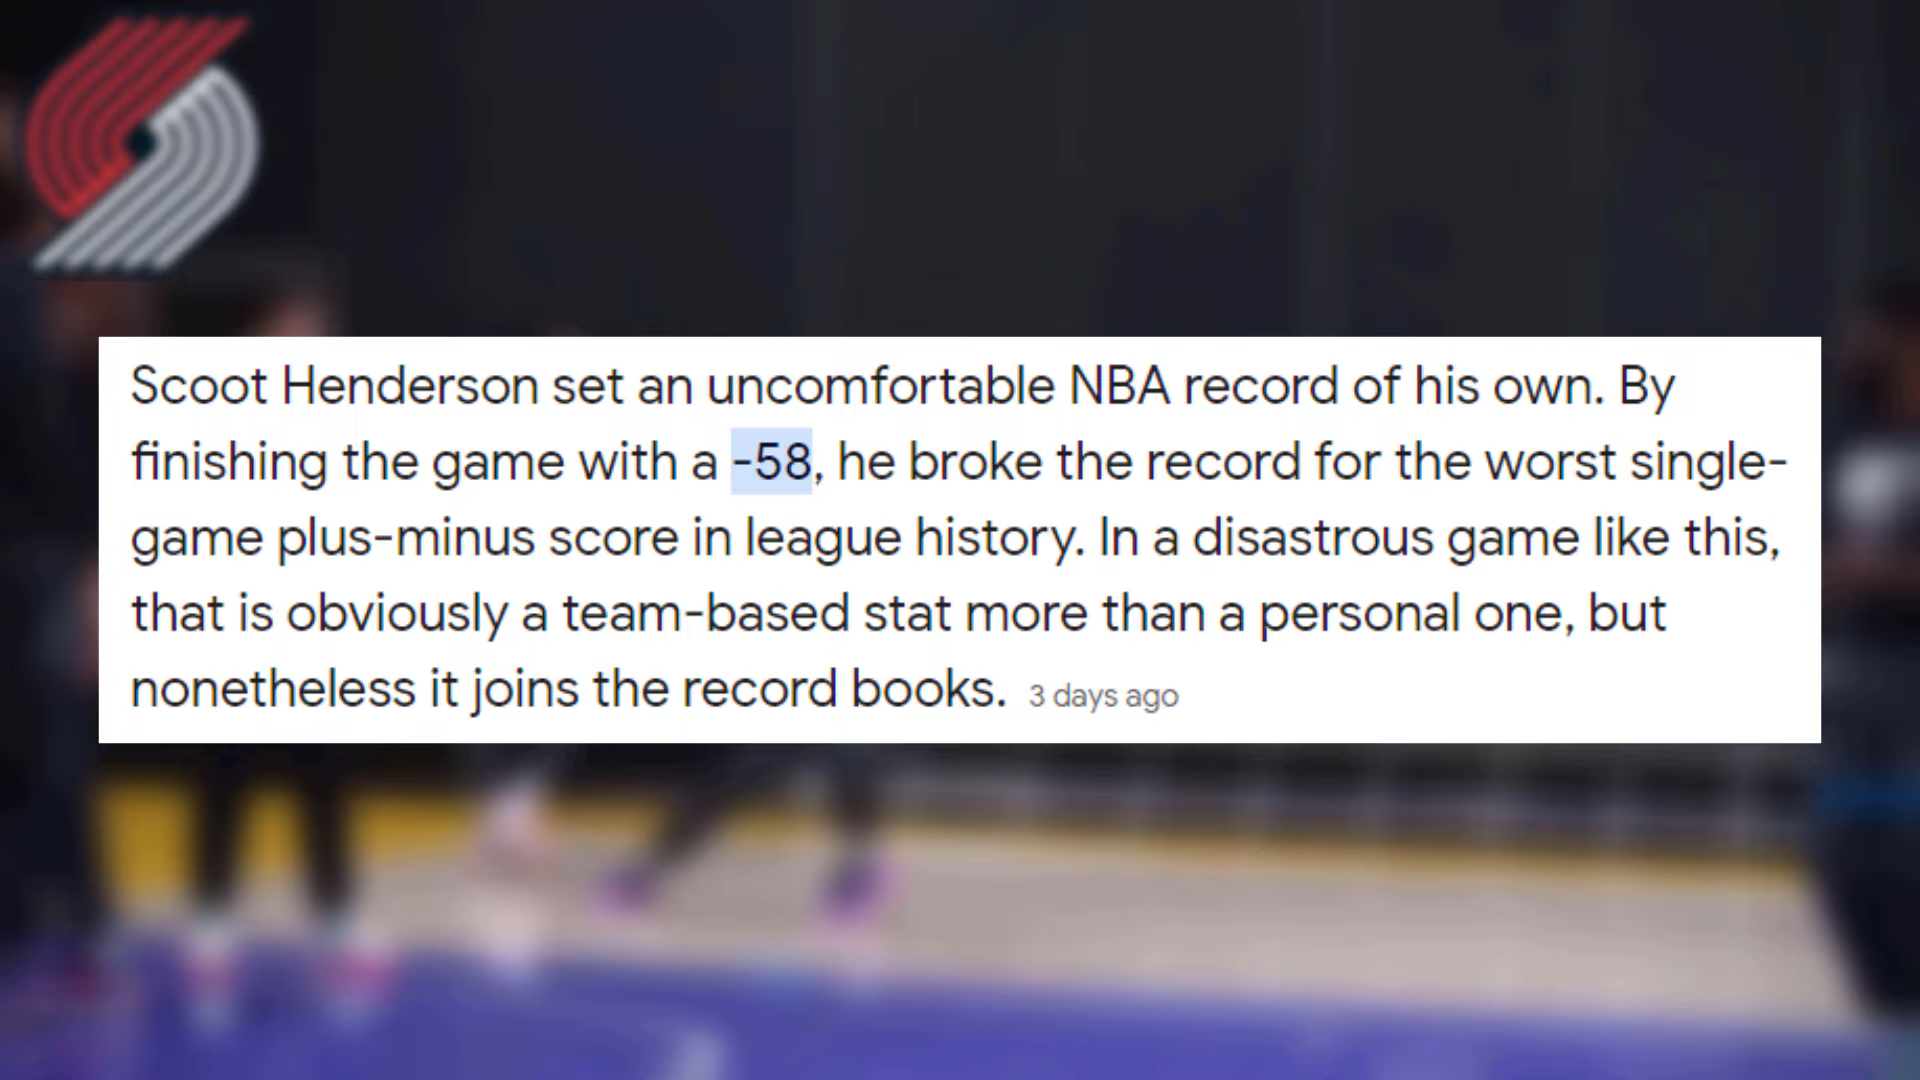 Scoot Henderson set an uncomfortable NBA record of his own. By
finishing the game with a -58, he broke the record for the worst single-
game plus-minus score in league history. In a disastrous game like this,
that is obviously a team-based stat more than a personal one, but
nonetheless it joins the record books. 3 days ago